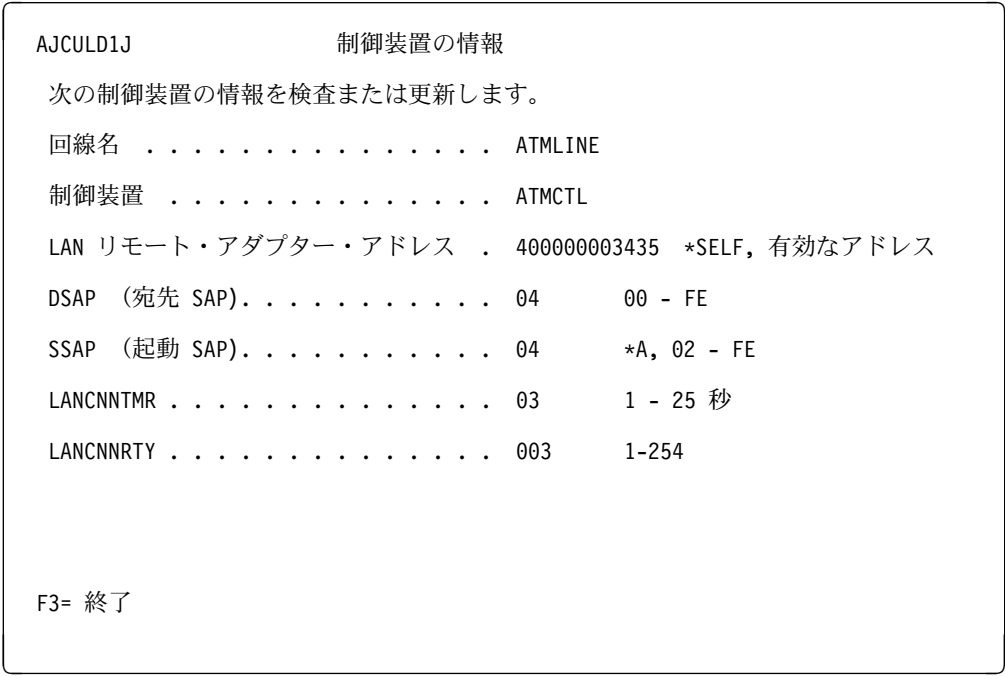 AJCULD1J 制御装置の情報
次の制御装置の情報を検査または更新します。
回線名 . . . . . . . . . . . . . . . ATMLINE
制御装置 . . . . . . . . . . . . . . ATMCTL
LAN リモート・アダプター・アドレス . 400000003435 *SELF, 有効なアドレス
DSAP (宛先 SAP). . . . . . . . . . . 04 00 - FE
SSAP (起動 SAP). . . . . . . . . . . 04 *A, 02 - FE
LANCNNTMR . . . . . . . . . . . . . . 03 1 - 25 秒
LANCNNRTY . . . . . . . . . . . . . . 003 1-254
F3= 終了